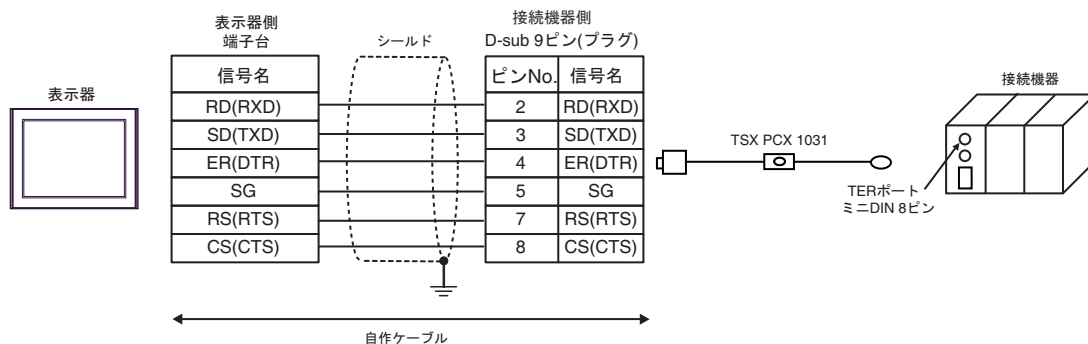 表示器
表示器側
端子台
信号名
RD(RXD)
SD(TXD)
ER(DTR)
SG
RS(RTS)
CS(CTS)
シールド
接続機器側
D-sub 9ピン(プラグ)
ピンNo. 信号名
2 RD(RXD)
3 SD(TXD)
4 ER(DTR)
5 SG
7 RS(RTS)
8 CS(CTS)
自作ケーブル
TSX PCX 1031
接続機器
TERポート
ミニDIN 8ピン